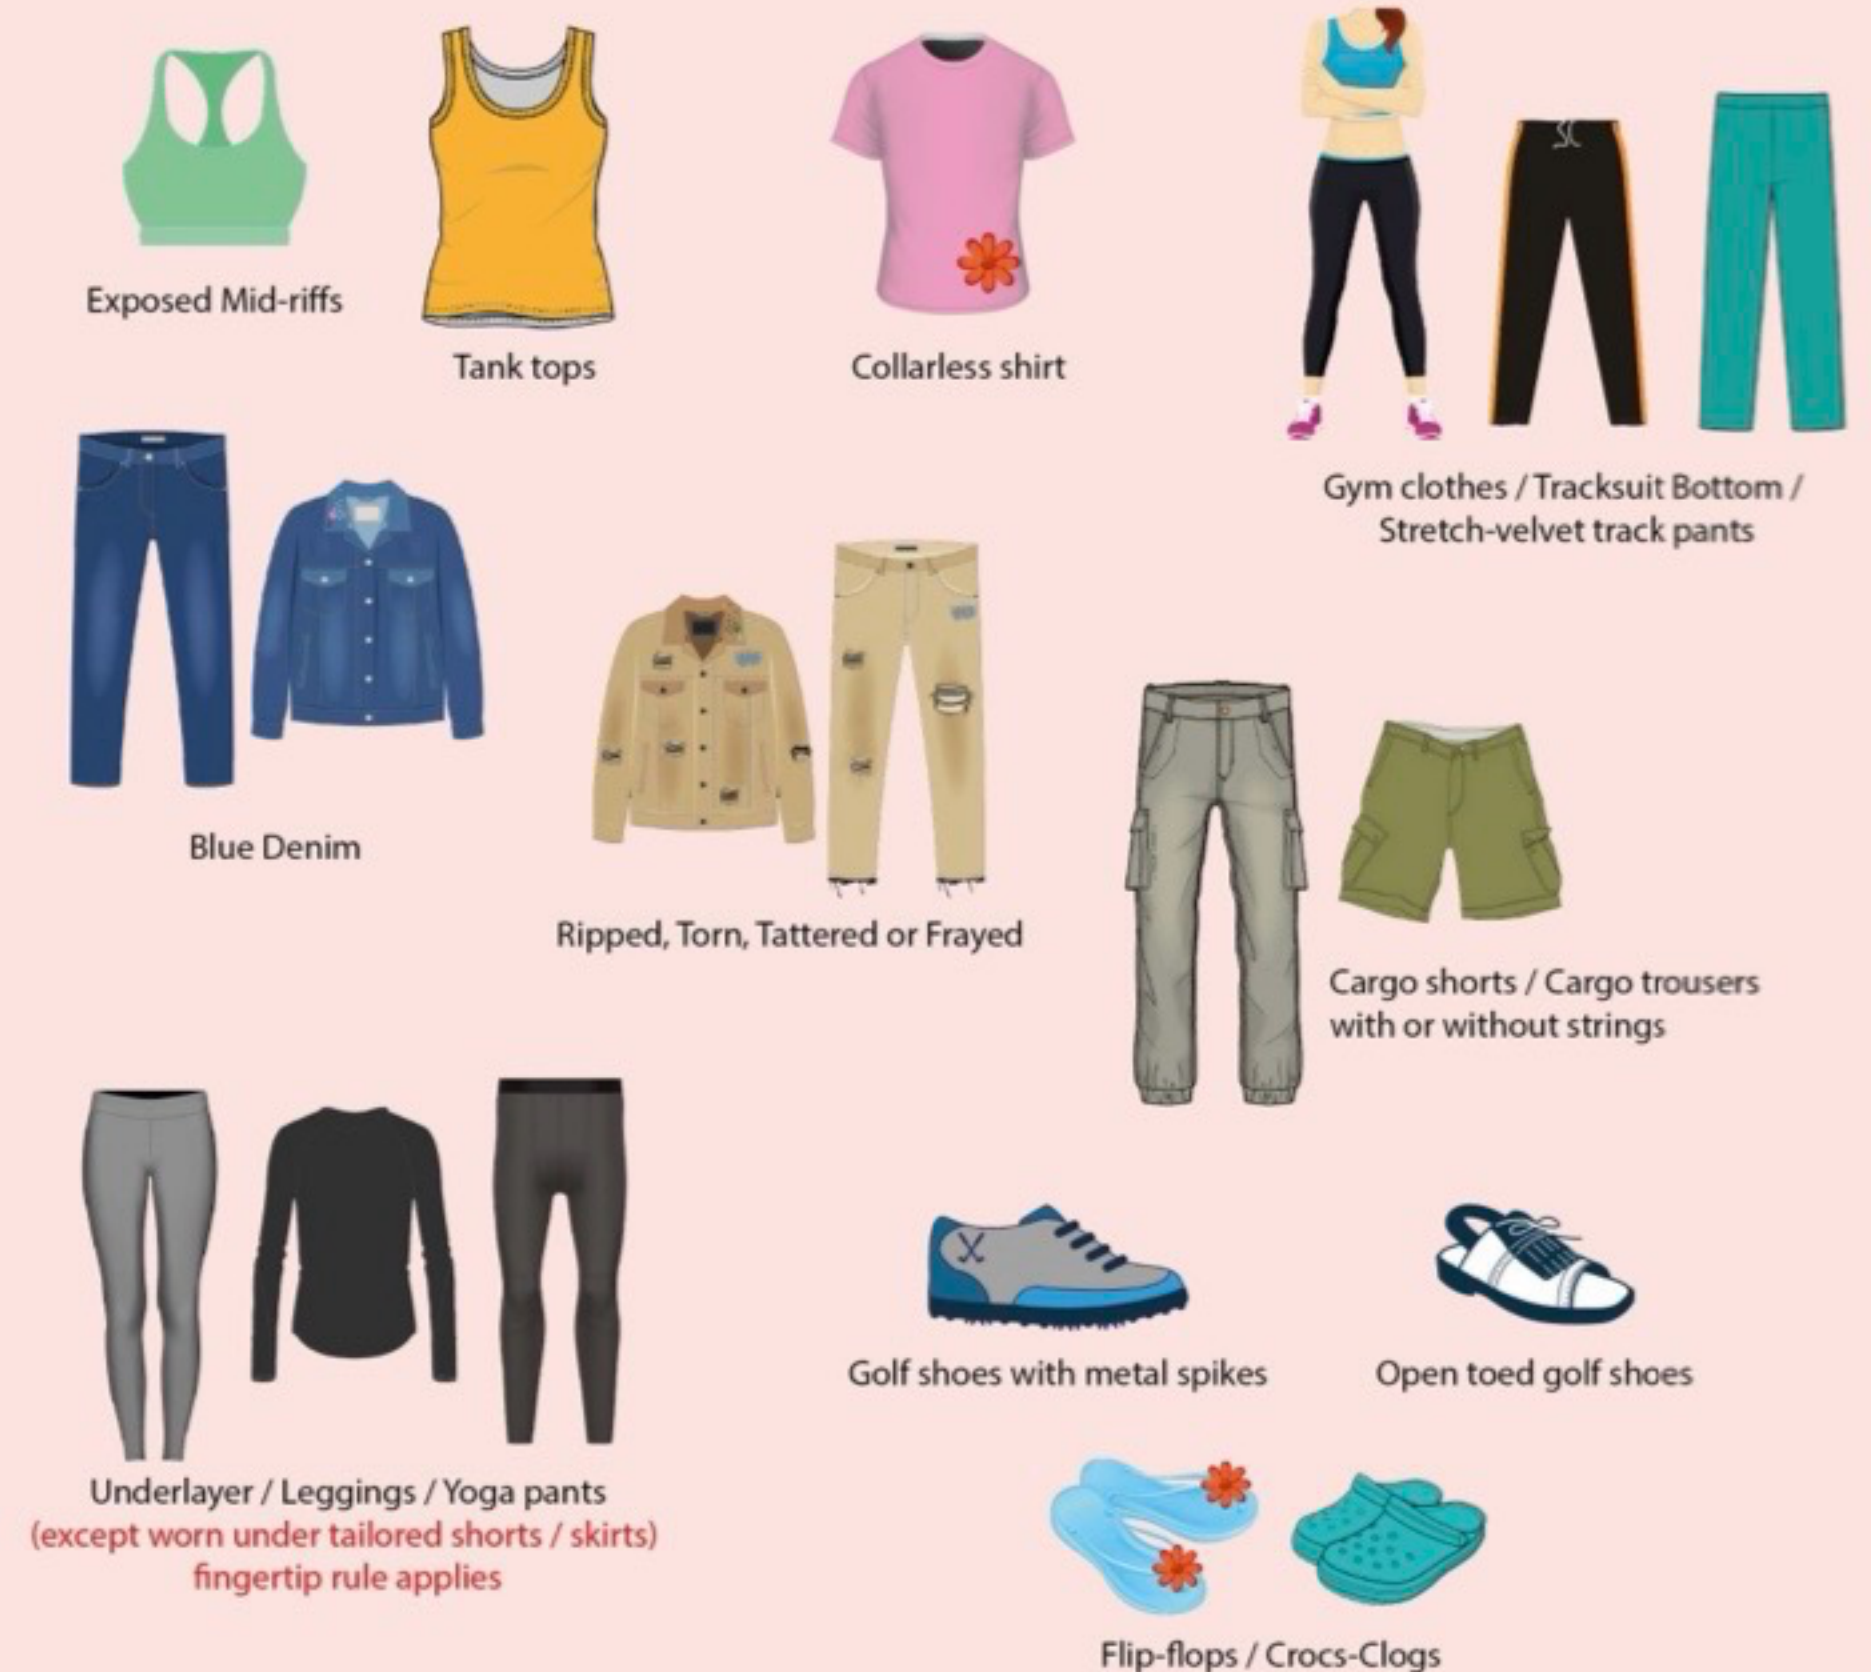 Exposed Mid-riffs
Tank tops
Collarless shirt
Gym clothes / Tracksuit Bottom /
Stretch-velvet track pants
Blue Denim
Ripped, Torn, Tattered or Frayed
Cargo shorts / Cargo trousers
with or without strings
Underlayer / Leggings / Yoga pants
(except worn under tailored shorts / skirts)
fingertip rule applies
Golf shoes with metal spikes
Open toed golf shoes
Flip-flops / Crocs-Clogs